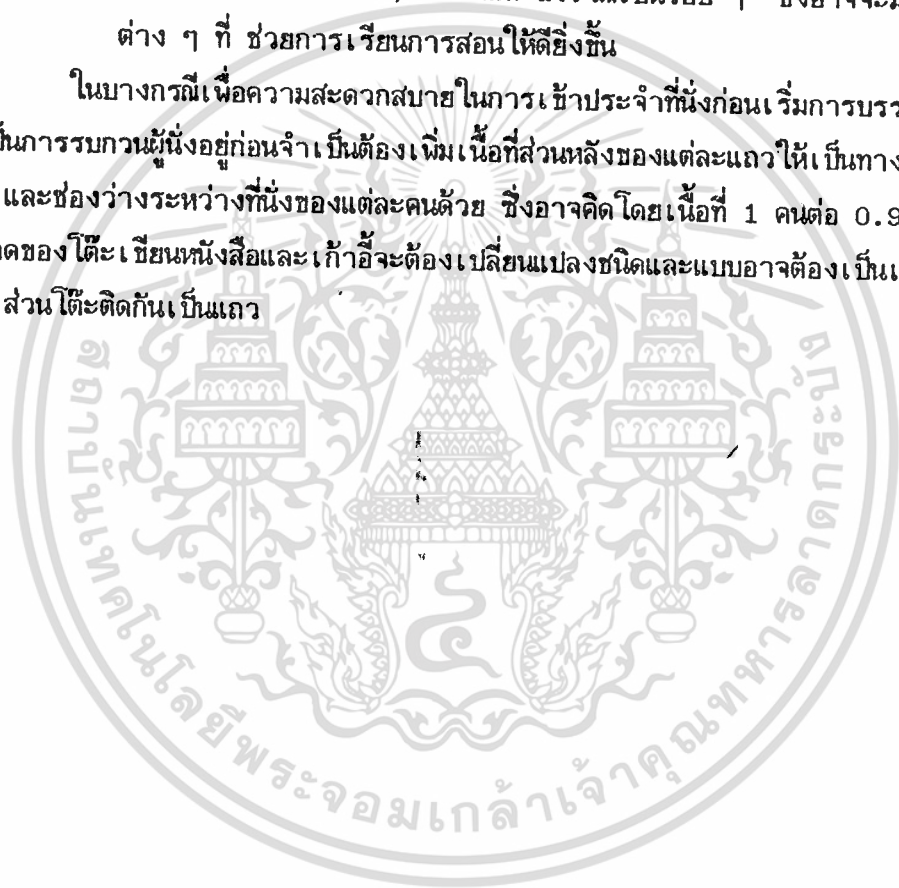 ต่าง ๆ ที่ ช่วยการเรียนการสอนให้ดียิ่งขึ้น
ในบางกรณีเพื่อความสะดวกสบายในการเข้าประจำที่นั่งก่อนเริ่มการบรร
ป็นการรบกวนผู้นั่งอยู่ก่อนจำเป็นต้องเพิ่มเนื้อที่ส่วนหลังของแต่ละแถวให้เป็นทาง
และช่องว่างระหว่างที่นั่งของแต่ละคนด้วย ซึ่งอาจคิดโดยเนื้อที่ 1 คนต่อ 0.9
าดของโต๊ะเขียนหนังสือและเก้าอี้จะต้องเปลี่ยนแปลงชนิดและแบบอาจต้องเป็นเ
ส่วนโต๊ะติดกันเป็นแถว
สถาบันเทคโนโลยีพระจอมเกล้าเจ้าคุณทหารลาดกระบัง